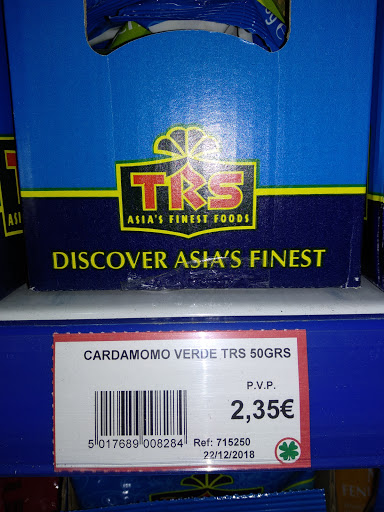 TRS
ASIA'S FINEST FOODS
DISCOVER ASIA'S FINEST
CARDAMOMO VERDE TRS 50GRS
P.V.P.
2,35€
5 017689 008284
Ref: 715250
22/12/2018